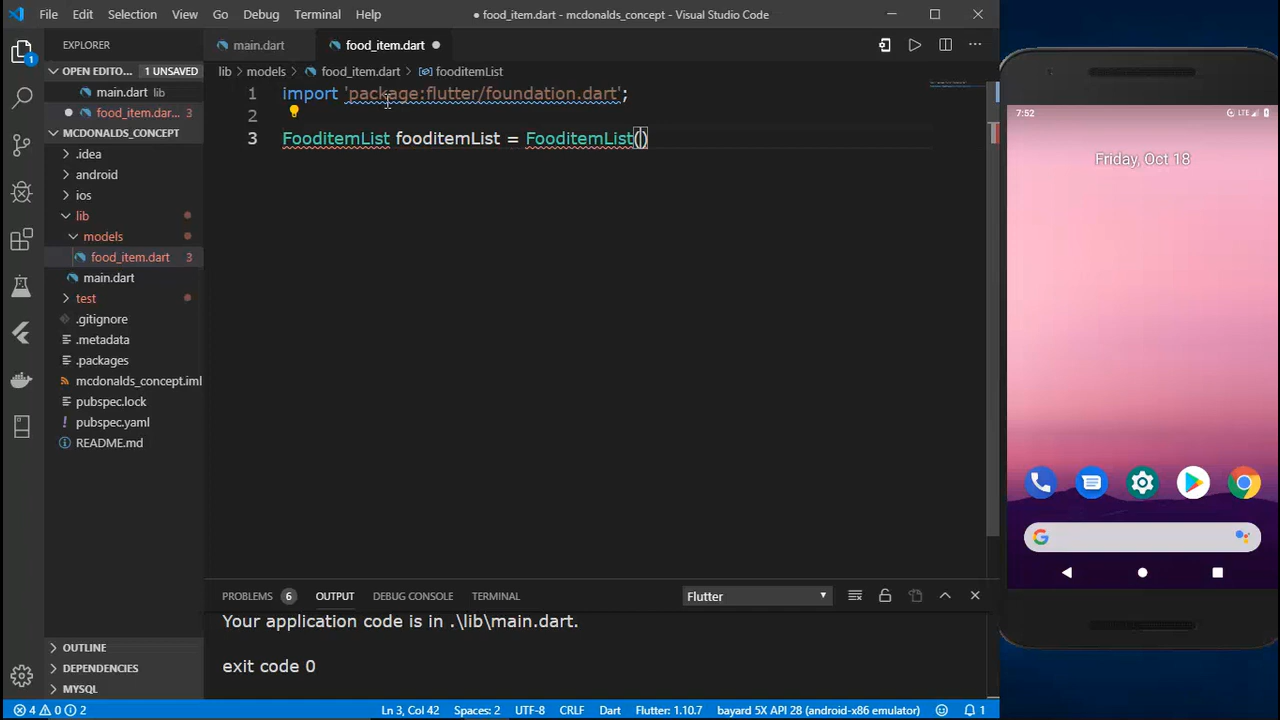 File Edit Selection View Go Debug Terminal Help
● food_item.dart - mcdonalds_concept - Visual Studio Code
EXPLORER
main.dart
food_item.dart ●
OPEN EDITO... 1 UNSAVED
main.dart lib
● food_item.dar... 3
MCDONALDS_CONCEPT
.idea
android
ios
lib
models
food_item.dart 3
main.dart
test
.gitignore
.metadata
.packages
mcdonalds_concept.iml
pubspec.lock
pubspec.yaml
README.md
OUTLINE
DEPENDENCIES
MYSQL
1
lib > models > food_item.dart > fooditemList
1 import 'package:flutter/foundation.dart';
2
3 FooditemList fooditemList = FooditemList()
PROBLEMS 6 OUTPUT DEBUG CONSOLE TERMINAL
Flutter
Your application code is in .\lib\main.dart.
exit code 0
4 0 2
Ln 3, Col 42 Spaces: 2 UTF-8 CRLF Dart Flutter: 1.10.7 bayard 5X API 28 (android-x86 emulator) 1
7:52 LTE
Friday, Oct 18
G